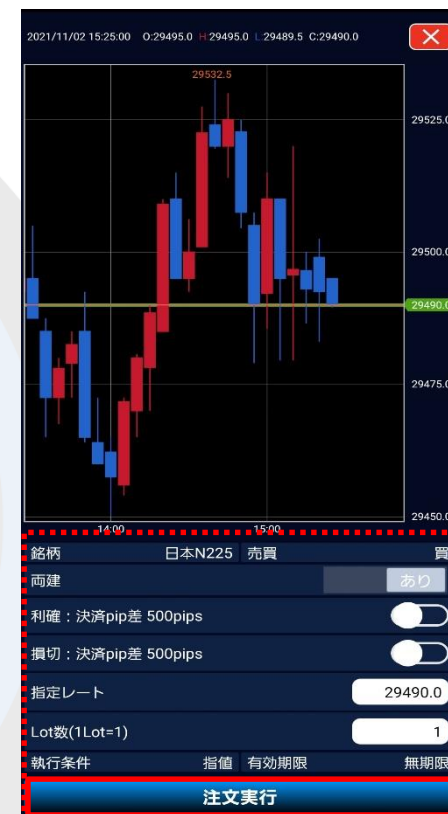 2021/11/02 15:25:00 O:29495.0 H:29495.0 L:29489.5 C:29490.0
29532.5
29525.0
29500.0
29490.0
29475.0
29450.0
14:00 15:00
銘柄 日本N225 売買 買
両建 あり
利確:決済pip差 500pips
損切:決済pip差 500pips
指定レート 29490.0
Lot数(1Lot=1) 1
執行条件 指値 有効期限 無期限
注文実行